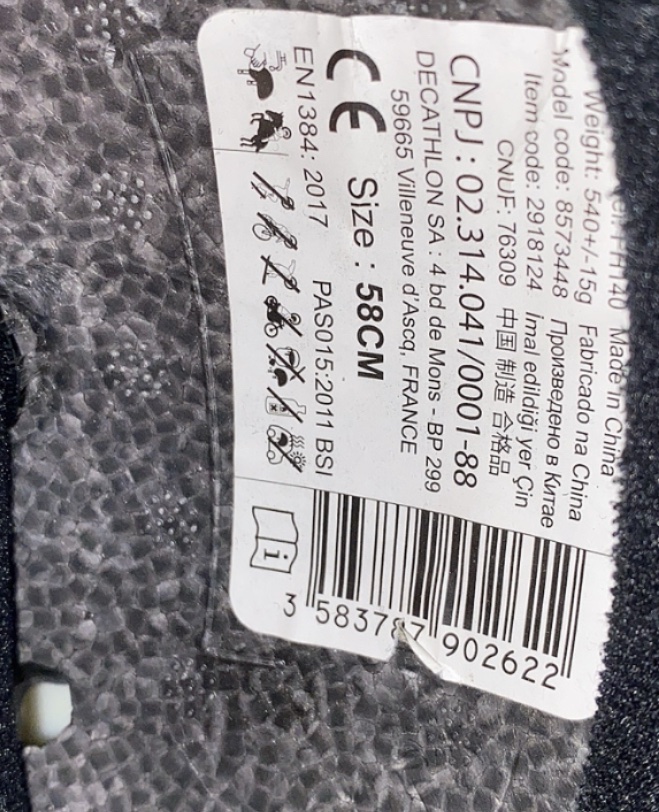 Made in China
Weight: 540+/-15g Fabricado na China
Model code: 8573448 Произведено в Китае
Item code: 2918124 İmal edildiği yer Çin
CNUF: 76309 中国 制造 合格品
CNPJ : 02.314.041/0001-88
DECATHLON SA : 4 bd de Mons - BP 299
59665 Villeneuve d'Ascq, FRANCE
CE Size : 58CM
EN1384: 2017 PAS015:2011 BSI
3 583787 902622